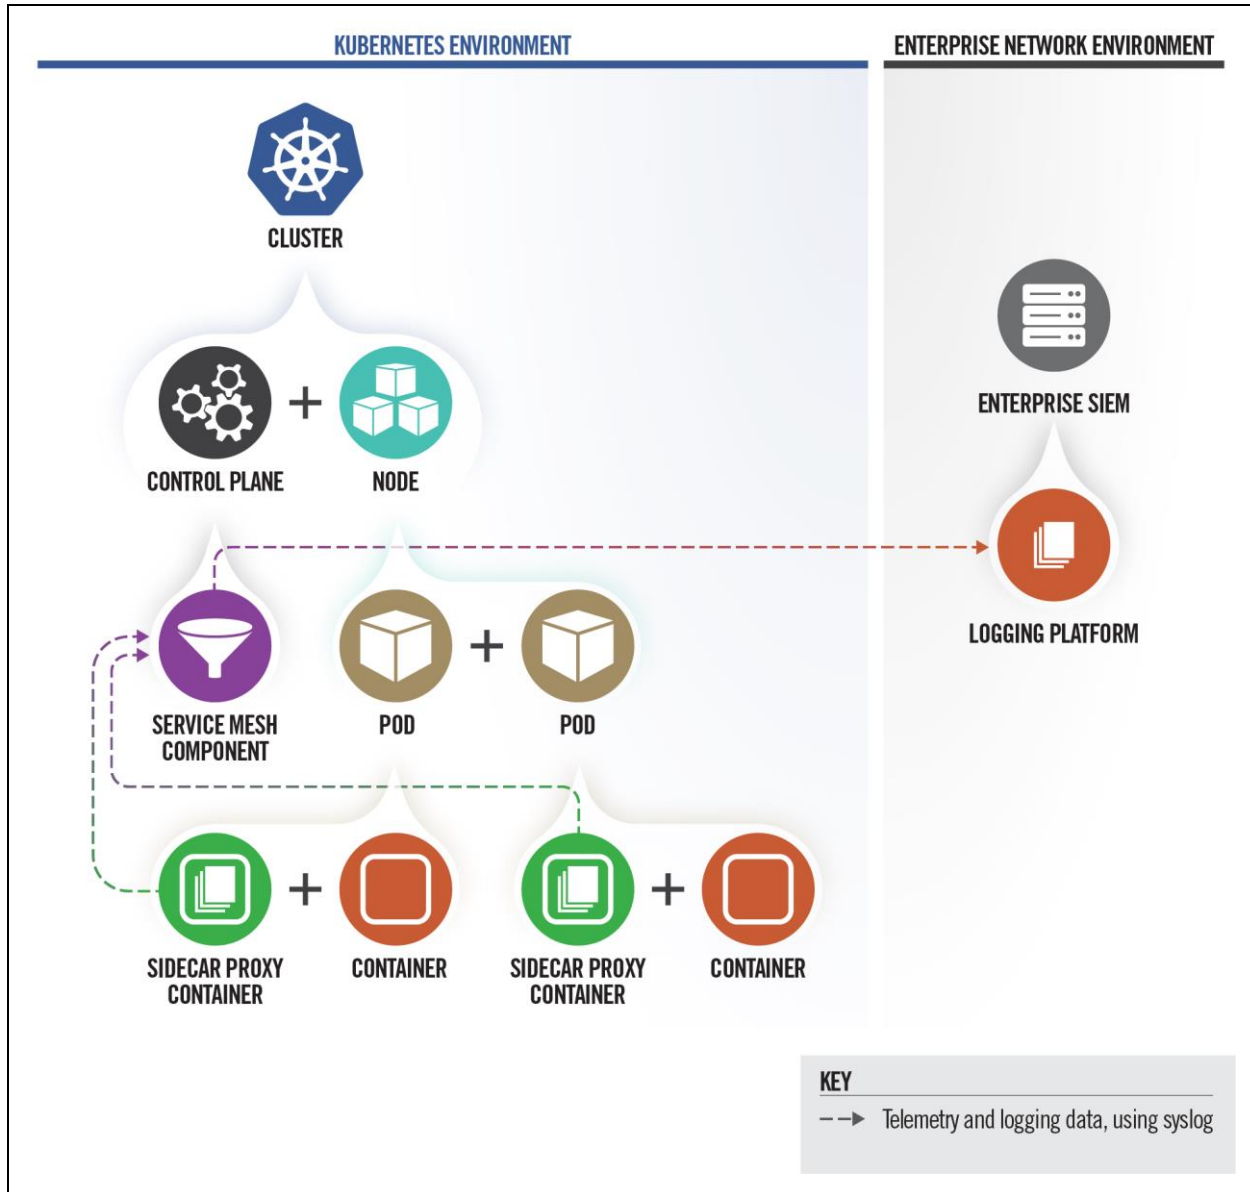 KUBERNETES ENVIRONMENT
ENTERPRISE NETWORK ENVIRONMENT
CLUSTER
CONTROL PLANE
NODE
ENTERPRISE SIEM
LOGGING PLATFORM
SERVICE MESH
COMPONENT
POD
POD
SIDECAR PROXY
CONTAINER
CONTAINER
SIDECAR PROXY
CONTAINER
CONTAINER
KEY
Telemetry and logging data, using syslog